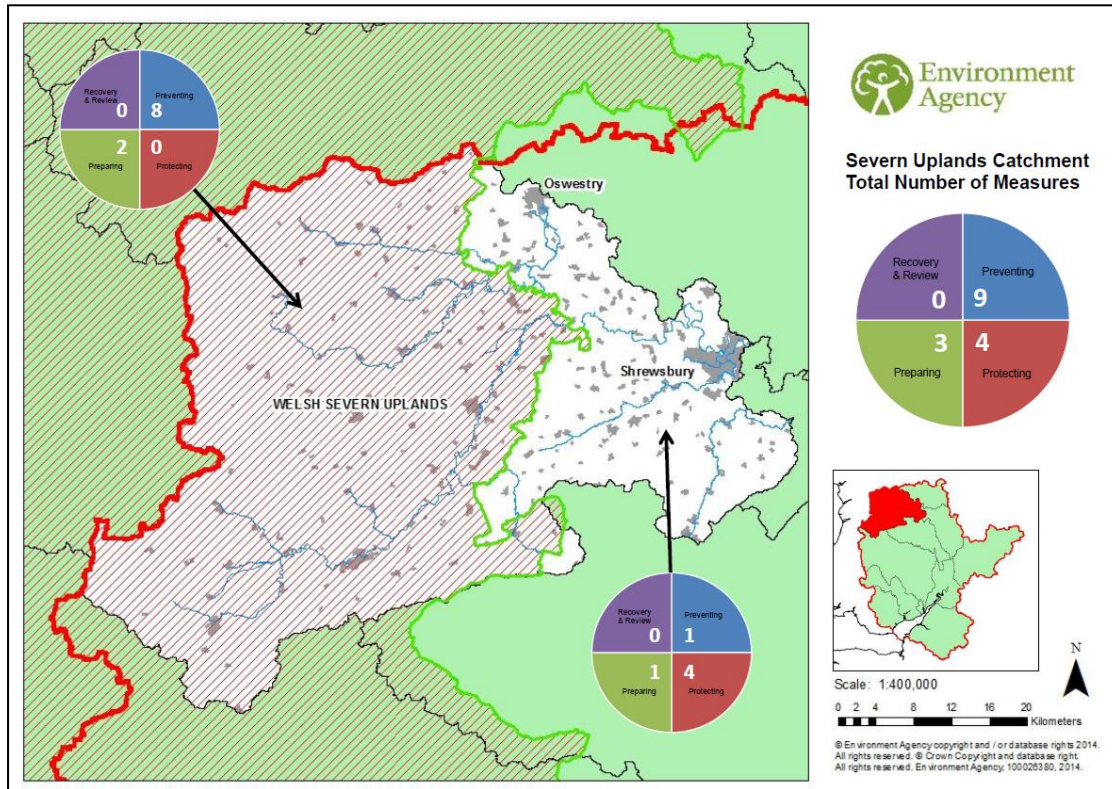 Recovery
& Review
0
Preventing
8
2
Preparing
0
Protecting
Oswestry
Shrewsbury
WELSH SEVERN UPLANDS
Recovery
& Review
0
Preventing
1
1
Preparing
4
Protecting
Environment
Agency
Severn Uplands Catchment
Total Number of Measures
Recovery
& Review
0
Preventing
9
3
Preparing
4
Protecting
N
Scale: 1:400,000
0 2 4 8 12 16 20
Kilometers
© Environment Agency copyright and / or database rights 2014.
All rights reserved. © Crown Copyright and database right.
All rights reserved. Environment Agency, 100026380, 2014.